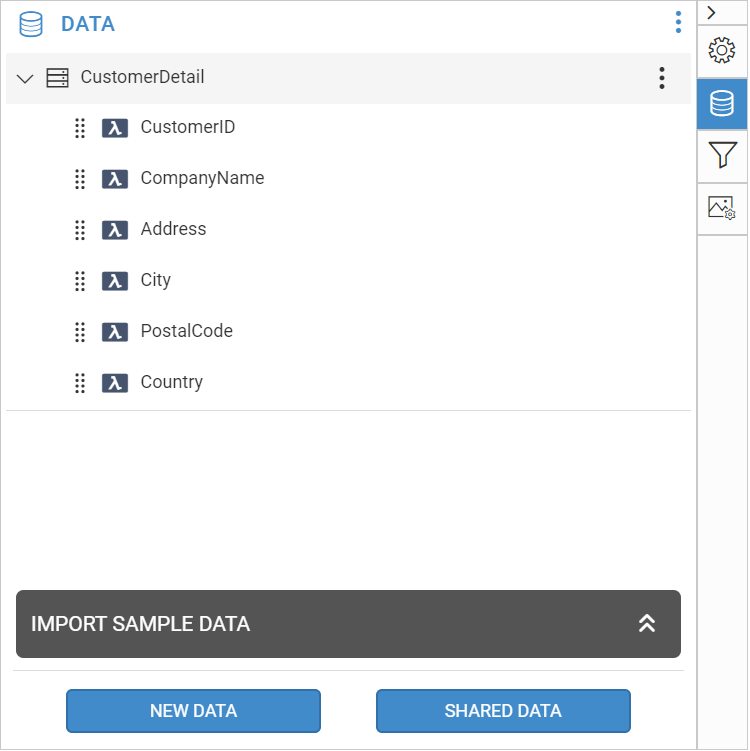 DATA
CustomerDetail
CustomerID
CompanyName
Address
City
PostalCode
Country
IMPORT SAMPLE DATA
NEW DATA
SHARED DATA